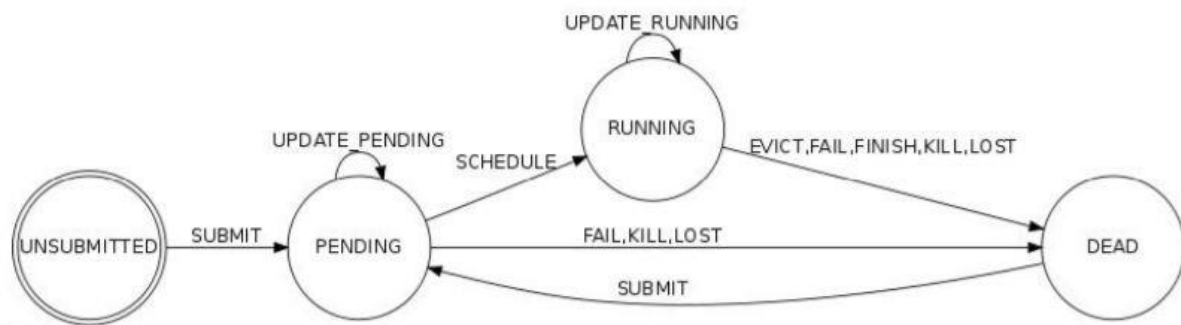 UPDATE_RUNNING
RUNNING
UPDATE_PENDING
SCHEDULE
EVICT,FAIL,FINISH,KILL,LOST
UNSUBMITTED
SUBMIT
PENDING
FAIL,KILL,LOST
DEAD
SUBMIT